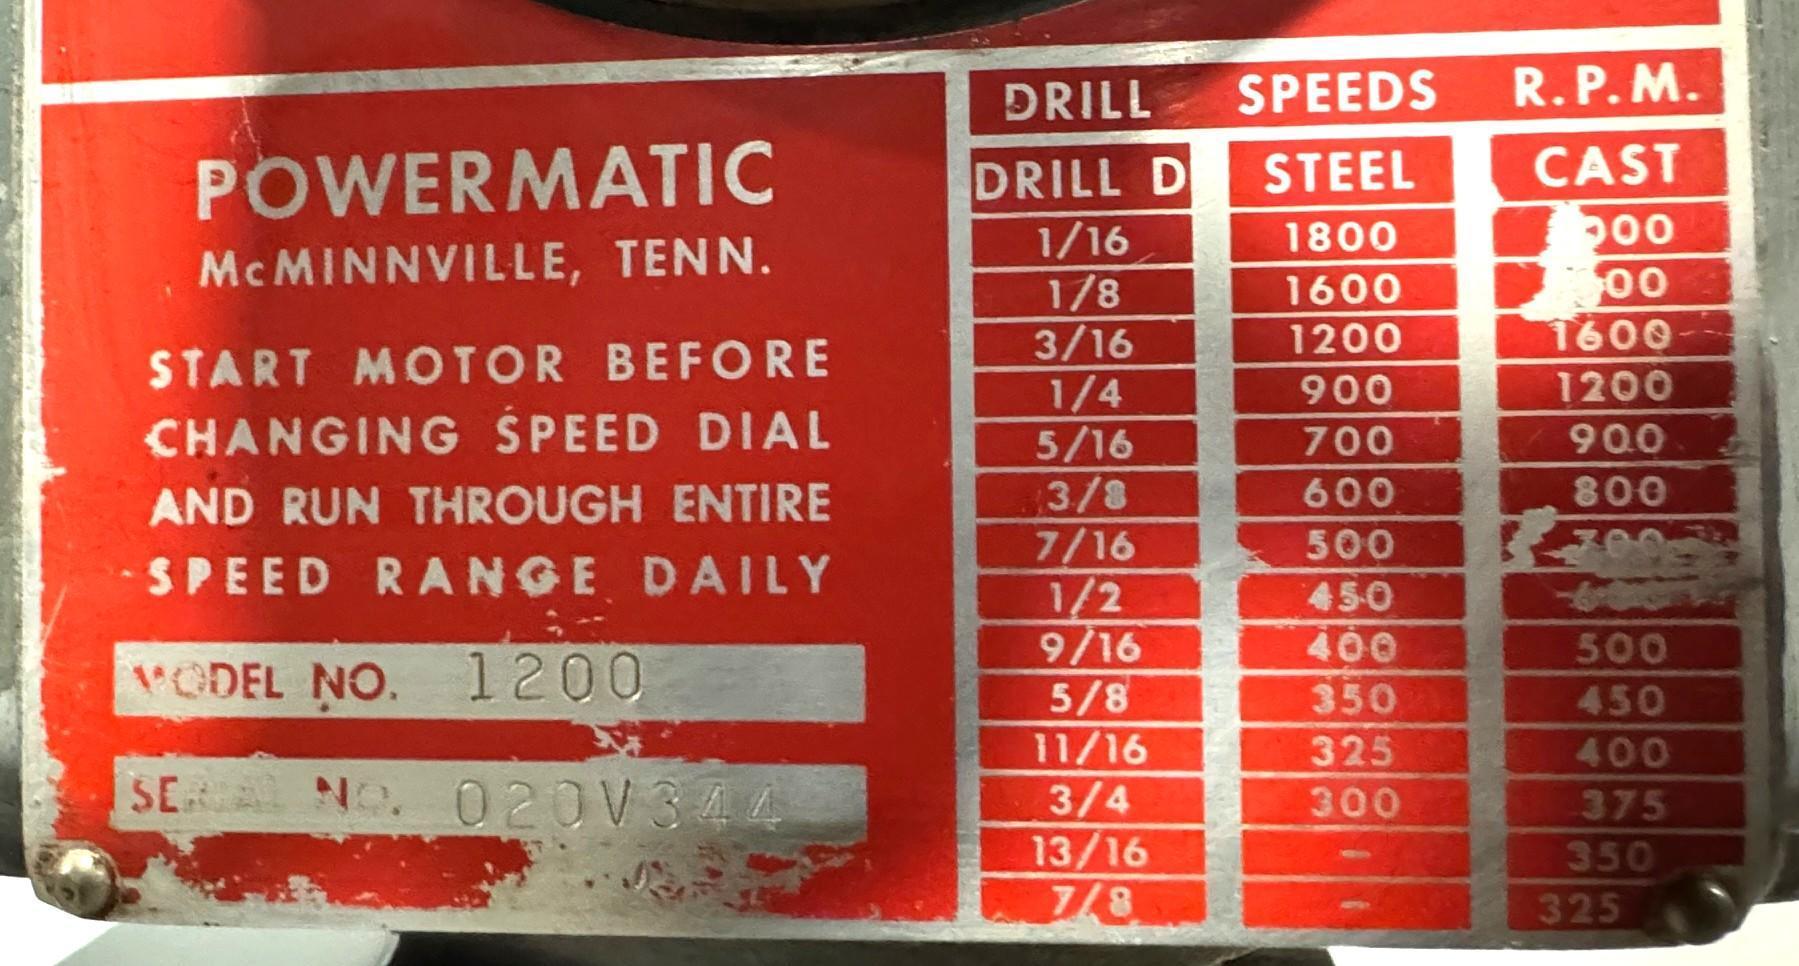 POWERMATIC
McMINNVILLE, TENN.
START MOTOR BEFORE
CHANGING SPEED DIAL
AND RUN THROUGH ENTIRE
SPEED RANGE DAILY
MODEL NO. 1200
SERIAL NO. 020V344
DRILL SPEEDS R.P.M.
DRILL D STEEL CAST
1/16 1800
1/8 1600
3/16 1200 1600
1/4 900 1200
5/16 700 900
3/8 600 800
7/16 500 700
1/2 450
9/16 400 500
5/8 350 450
11/16 325 400
3/4 300 375
13/16 - 350
7/8 - 325